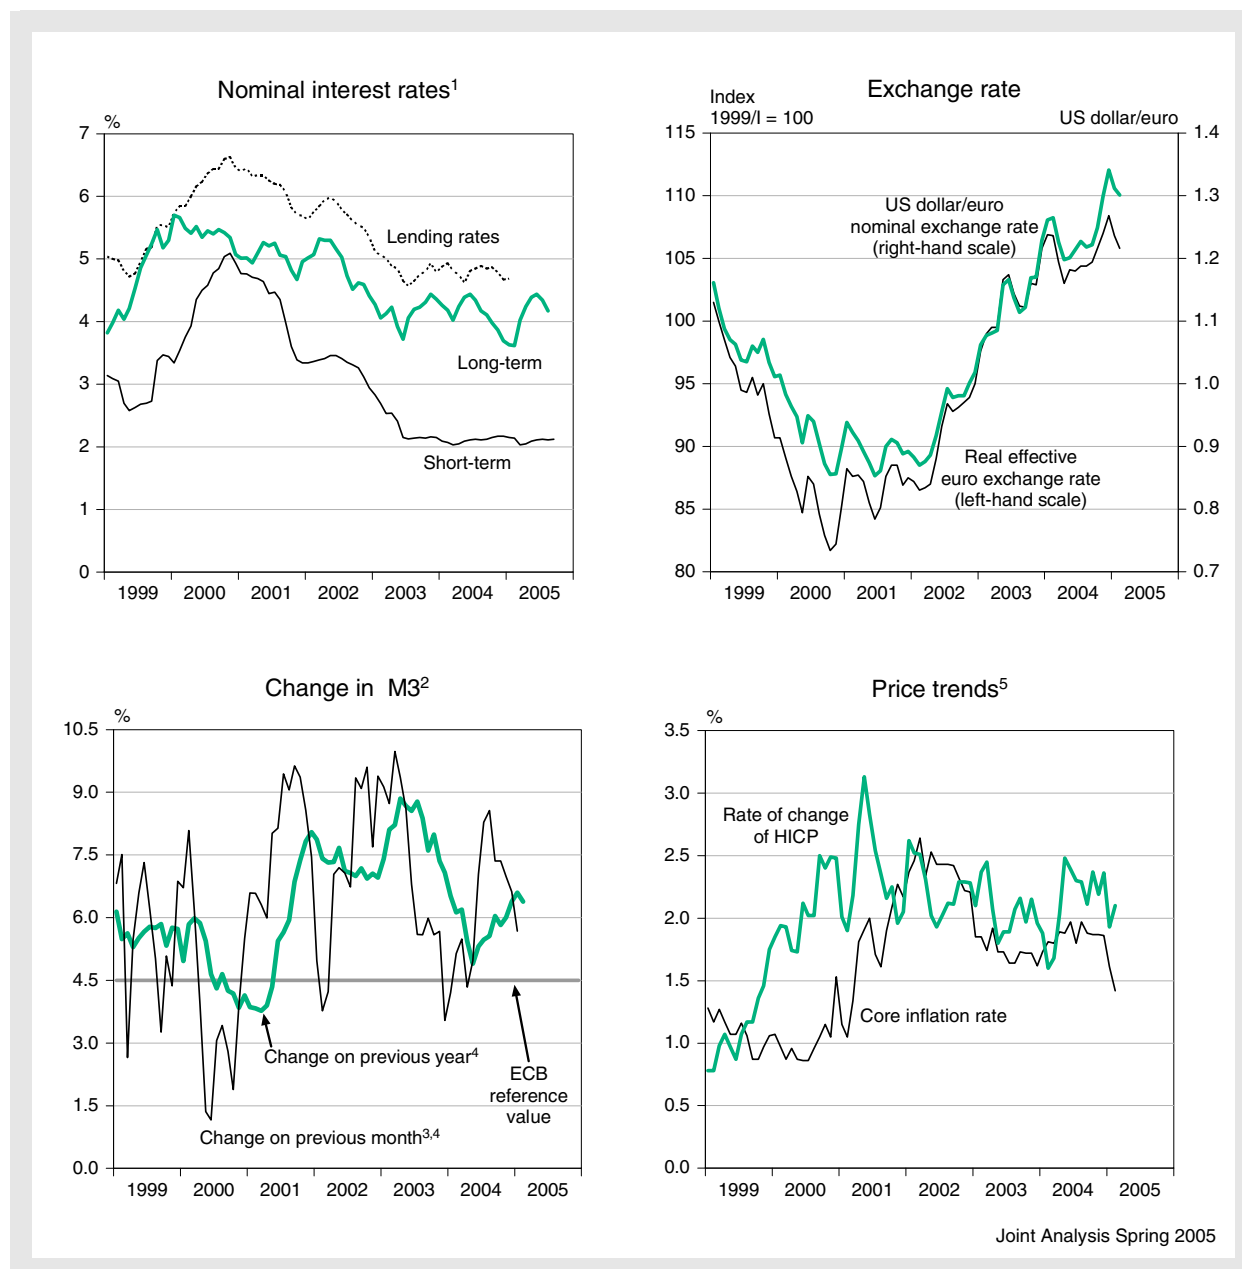 Nominal interest rates1
%
7
6
5
4
3
2
1
0
Lending rates
Long-term
Short-term
1999 2000 2001 2002 2003 2004 2005
Exchange rate
Index
1999/I = 100
US dollar/euro
115
110
105
100
95
90
85
80
1.4
1.3
1.2
1.1
1.0
0.9
0.8
0.7
US dollar/euro
nominal exchange rate
(right-hand scale)
Real effective
euro exchange rate
(left-hand scale)
1999 2000 2001 2002 2003 2004 2005
Change in M3²
%
10.5
9.0
7.5
6.0
4.5
3.0
1.5
0.0
Change on previous year⁴
ECB
reference
value
Change on previous month³,⁴
1999 2000 2001 2002 2003 2004 2005
Price trends⁵
%
3.5
3.0
2.5
2.0
1.5
1.0
0.5
0.0
Rate of change
of HICP
Core inflation rate
1999 2000 2001 2002 2003 2004 2005
Joint Analysis Spring 2005